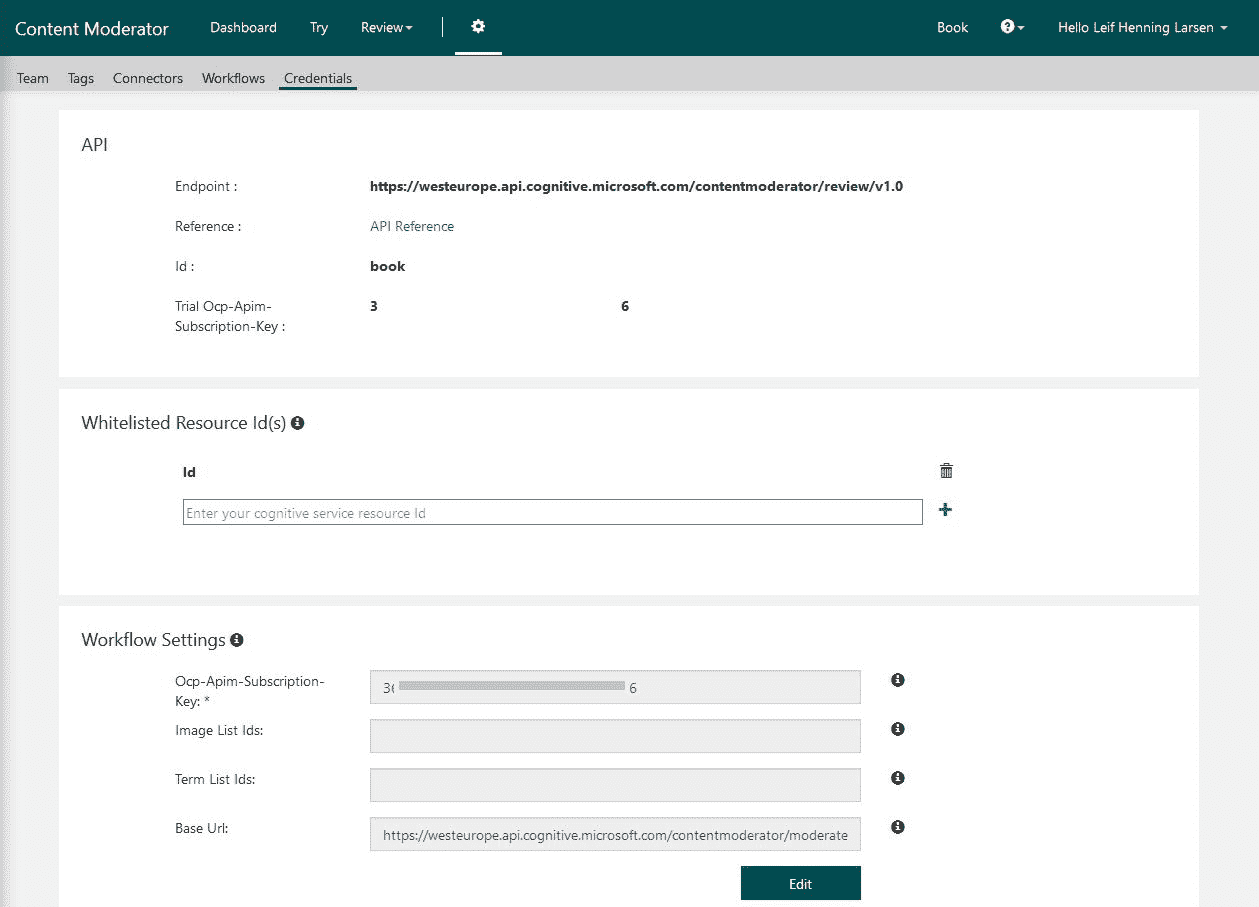 Content Moderator Dashboard Try Review Book Hello Leif Henning Larsen
Team Tags Connectors Workflows Credentials
API
Endpoint : https://westeurope.api.cognitive.microsoft.com/contentmoderator/review/v1.0
Reference : API Reference
Id : book
Trial Ocp-Apim- 3 6
Subscription-Key :
Whitelisted Resource Id(s)
Id
Enter your cognitive service resource Id
Workflow Settings
Ocp-Apim-Subscription-
Key: * 36 6
Image List Ids:
Term List Ids:
Base Url: https://westeurope.api.cognitive.microsoft.com/contentmoderator/moderate
Edit